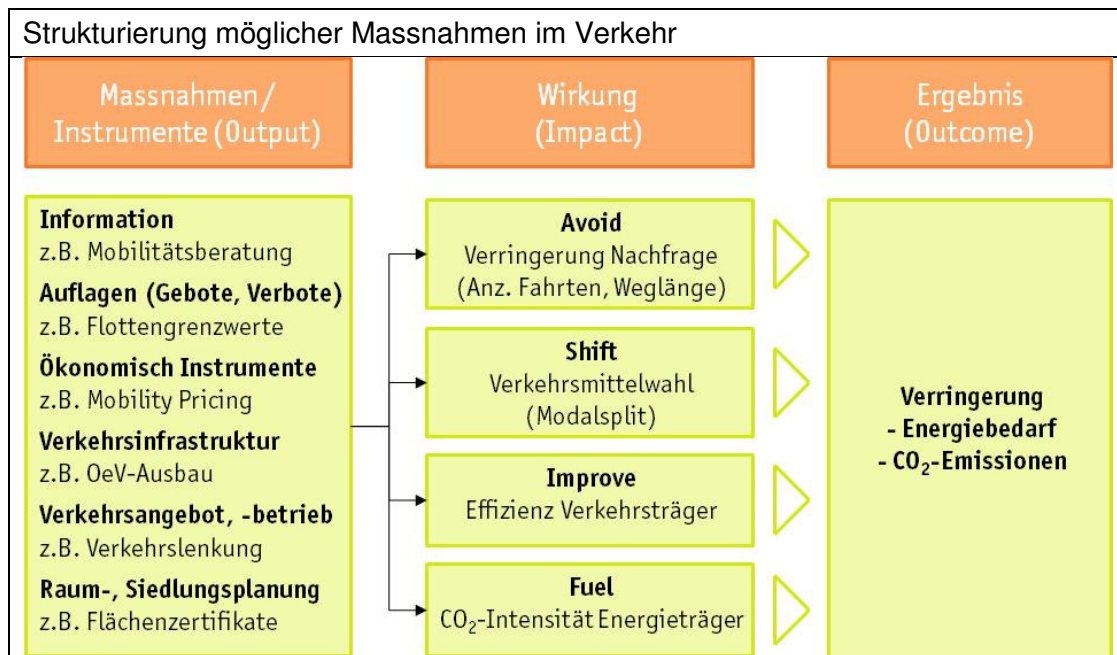 Strukturierung möglicher Massnahmen im Verkehr
Massnahmen/
Instrumente (Output)
Wirkung
(Impact)
Ergebnis
(Outcome)
Information
z.B. Mobilitätsberatung
Auflagen (Gebote, Verbote)
z.B. Flottengrenzwerte
Ökonomisch Instrumente
z.B. Mobility Pricing
Verkehrsinfrastruktur
z.B. OeV-Ausbau
Verkehrsangebot, -betrieb
z.B. Verkehrslenkung
Raum-, Siedlungsplanung
z.B. Flächenzertifikate
Avoid
Verringerung Nachfrage
(Anz. Fahrten, Weglänge)
Shift
Verkehrsmittelwahl
(Modalsplit)
Improve
Effizienz Verkehrsträger
Fuel
CO₂-Intensität Energieträger
Verringerung
- Energiebedarf
- CO₂-Emissionen